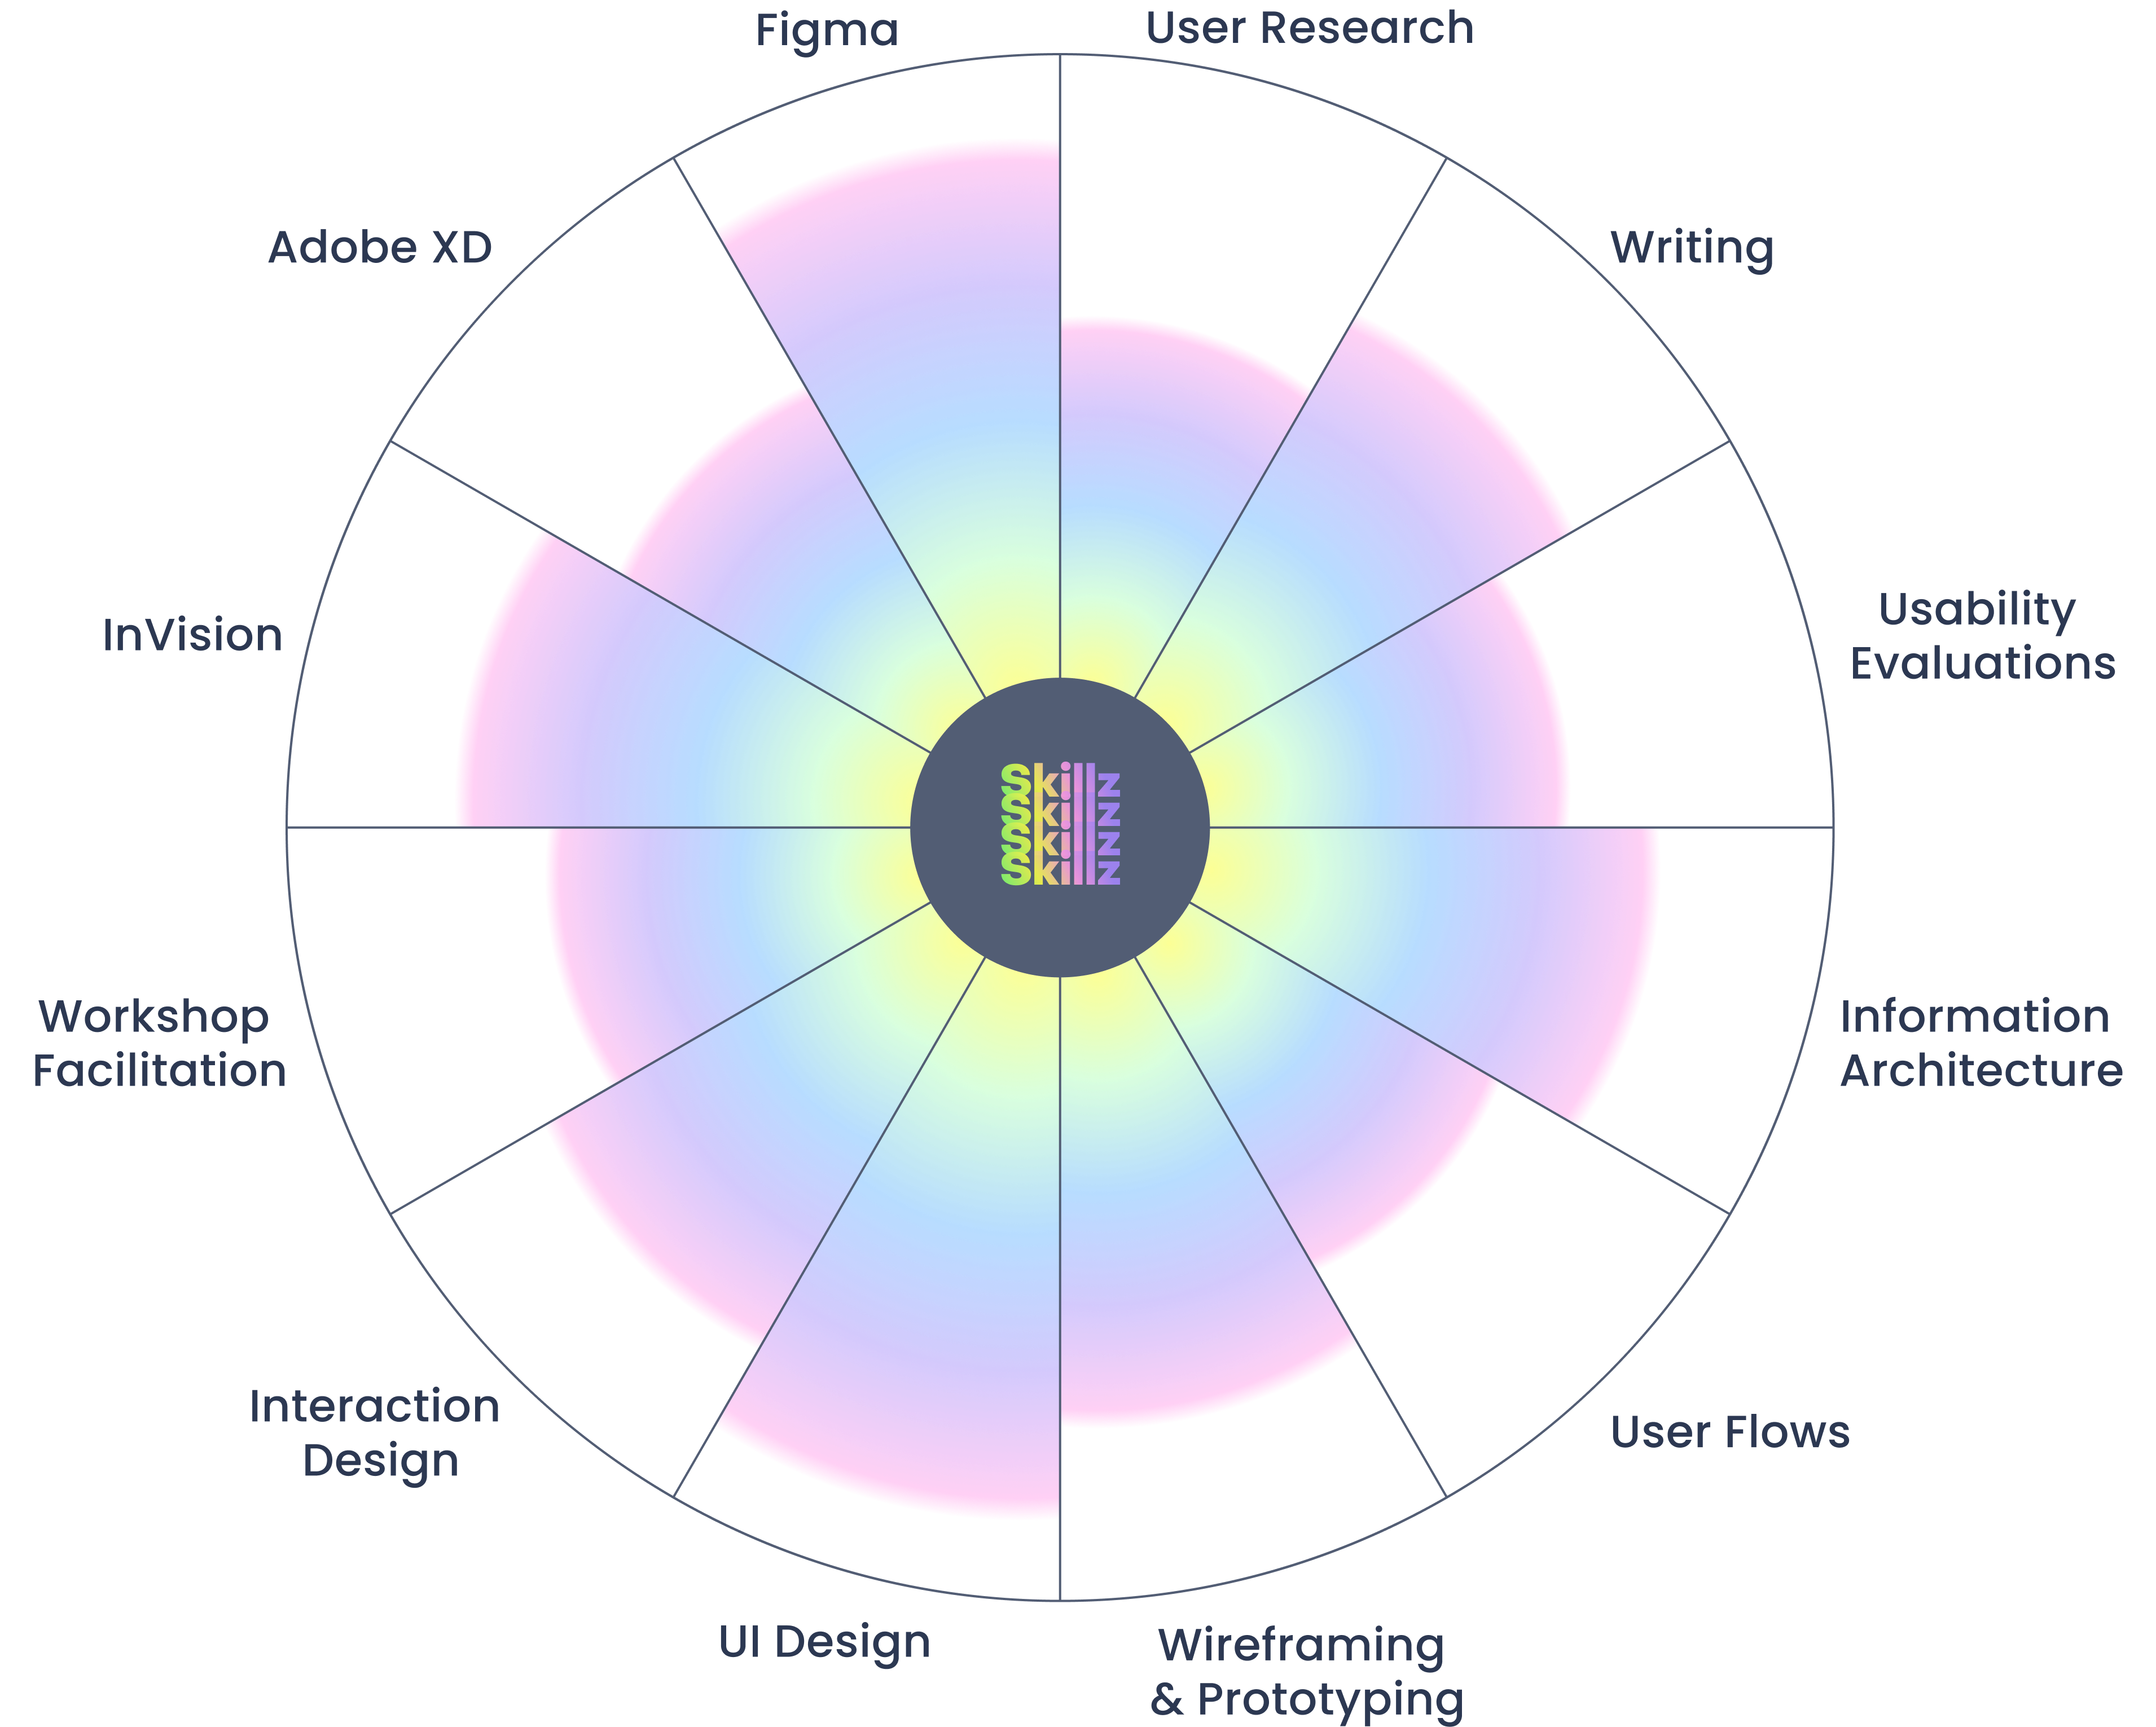 Figma
User Research
Adobe XD
Writing
InVision
Usability
Evaluations
Skillz
Skillz
Skillz
Skillz
Workshop
Facilitation
Information
Architecture
Interaction
Design
User Flows
UI Design
Wireframing
& Prototyping